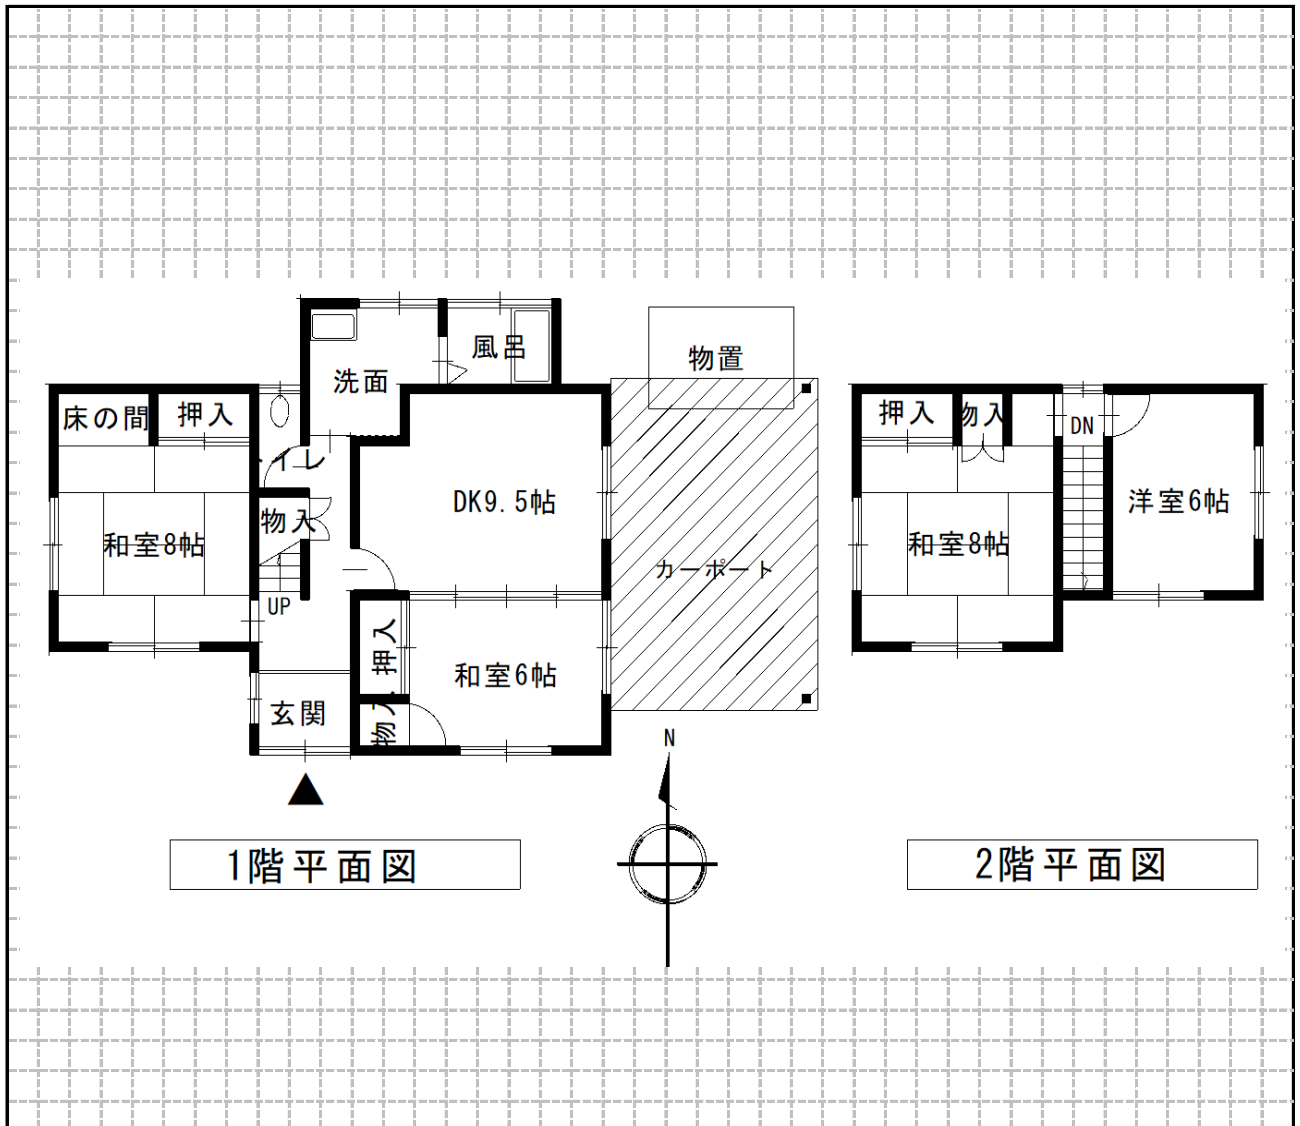 風呂
洗面
物置
床の間
押入
トイレ
DK9.5帖
物入
和室8帖
カーポート
UP
押入
和室6帖
玄関
物入
N
1階平面図
押入
物入
DN
洋室6帖
和室8帖
2階平面図